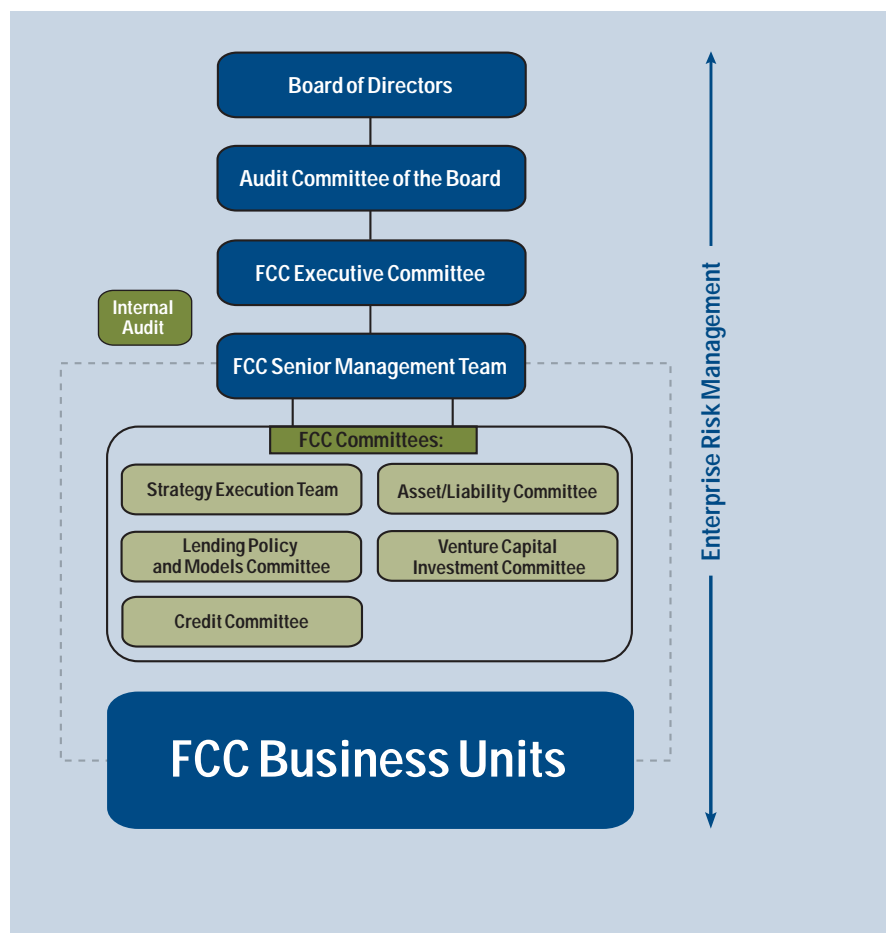 Board of Directors
Audit Committee of the Board
FCC Executive Committee
Internal
Audit
FCC Senior Management Team
FCC Committees:
Strategy Execution Team
Asset/Liability Committee
Lending Policy
and Models Committee
Venture Capital
Investment Committee
Credit Committee
FCC Business Units
Enterprise Risk Management